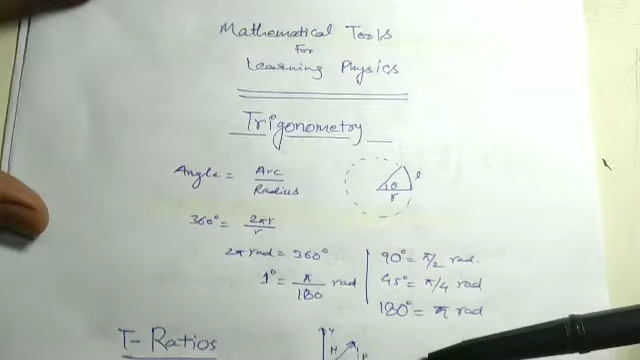 Mathematical Tools
For
Learning Physics
Trigonometry
Angle = Arc / Radius
θ
r
l
360° = 2πr / r
2π rad = 360°
1° = π / 180 rad
90° = π/2 rad.
45° = π/4 rad
180° = π rad
T- Ratios
y
H
P